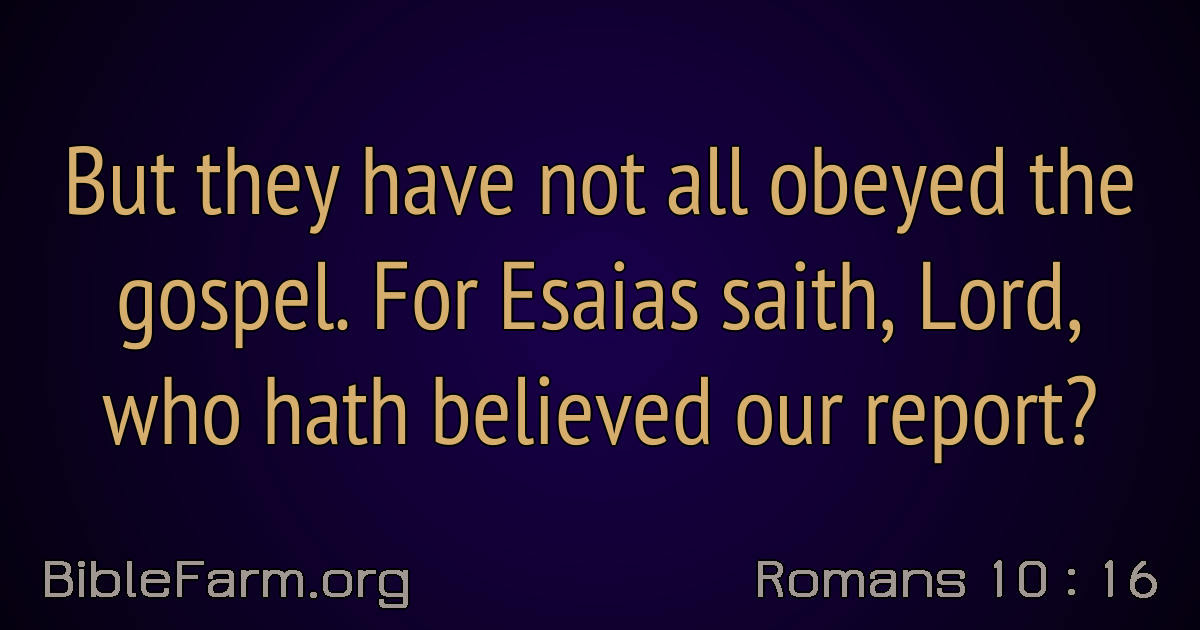 But they have not all obeyed the
gospel. For Esaias saith, Lord,
who hath believed our report?
BibleFarm.org
Romans 10 : 16